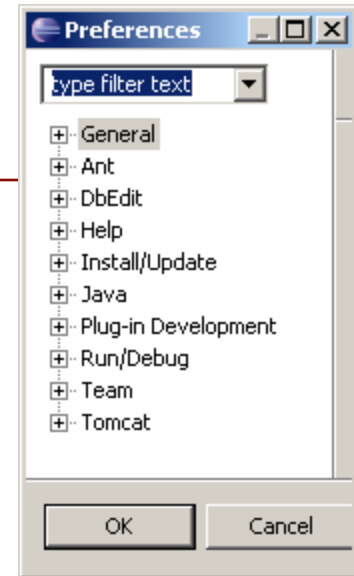 Preferences
type filter text
General
Ant
DbEdit
Help
Install/Update
Java
Plug-in Development
Run/Debug
Team
Tomcat
OK Cancel